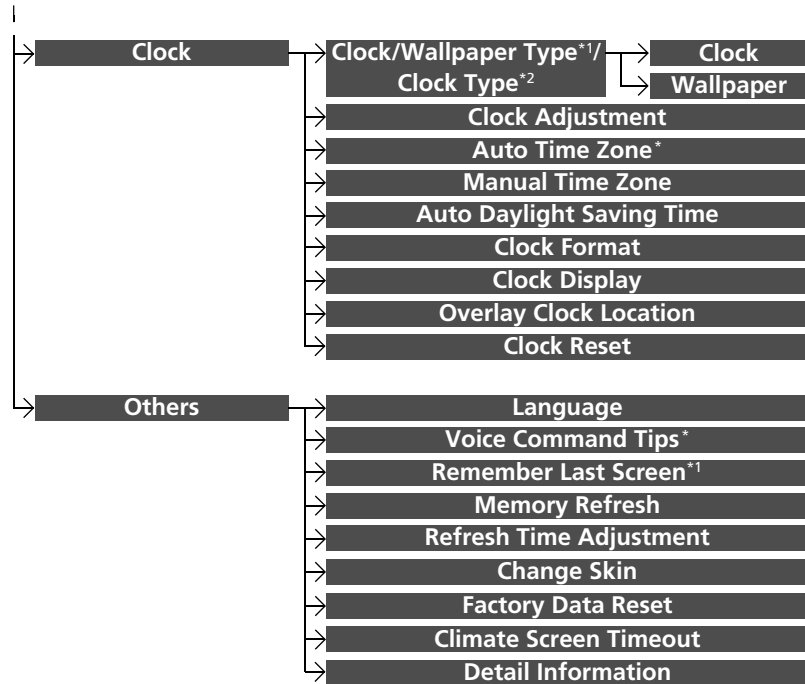 Clock
Clock/Wallpaper Type*1/
Clock Type*2
Clock
Wallpaper
Clock Adjustment
Auto Time Zone*
Manual Time Zone
Auto Daylight Saving Time
Clock Format
Clock Display
Overlay Clock Location
Clock Reset
Others
Language
Voice Command Tips*
Remember Last Screen*1
Memory Refresh
Refresh Time Adjustment
Change Skin
Factory Data Reset
Climate Screen Timeout
Detail Information